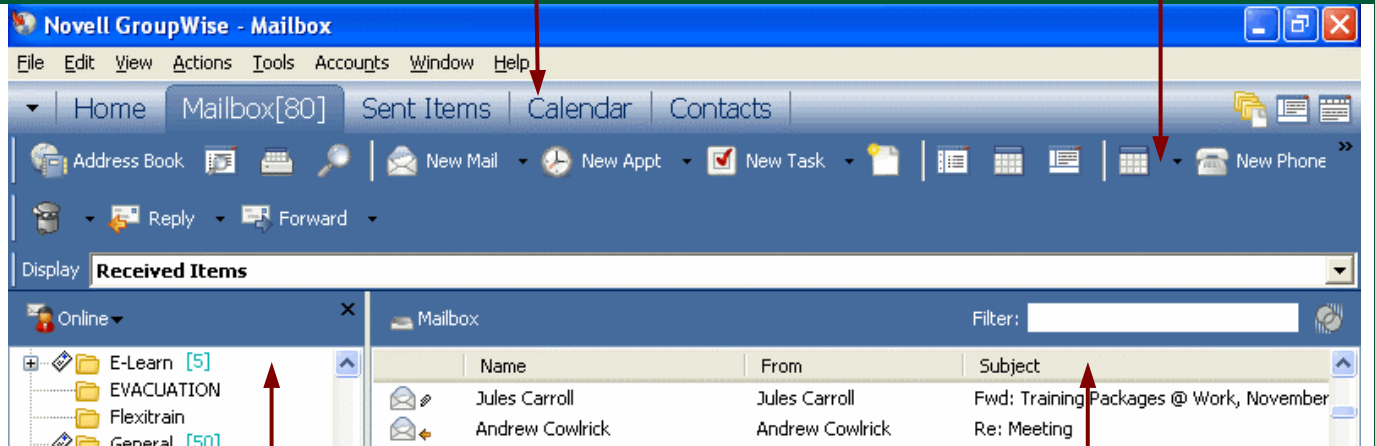 Novell GroupWise - Mailbox
File Edit View Actions Tools Accounts Window Help
Home Mailbox[80] Sent Items Calendar Contacts
Address Book New Mail New Appt New Task New Phone »
Reply Forward
Display Received Items
Online Mailbox Filter:
E-Learn [5] Name From Subject
EVACUATION Jules Carroll Jules Carroll Fwd: Training Packages @ Work, November
Flexitrain
Andrew Cowlrick Andrew Cowlrick Re: Meeting
General [50]